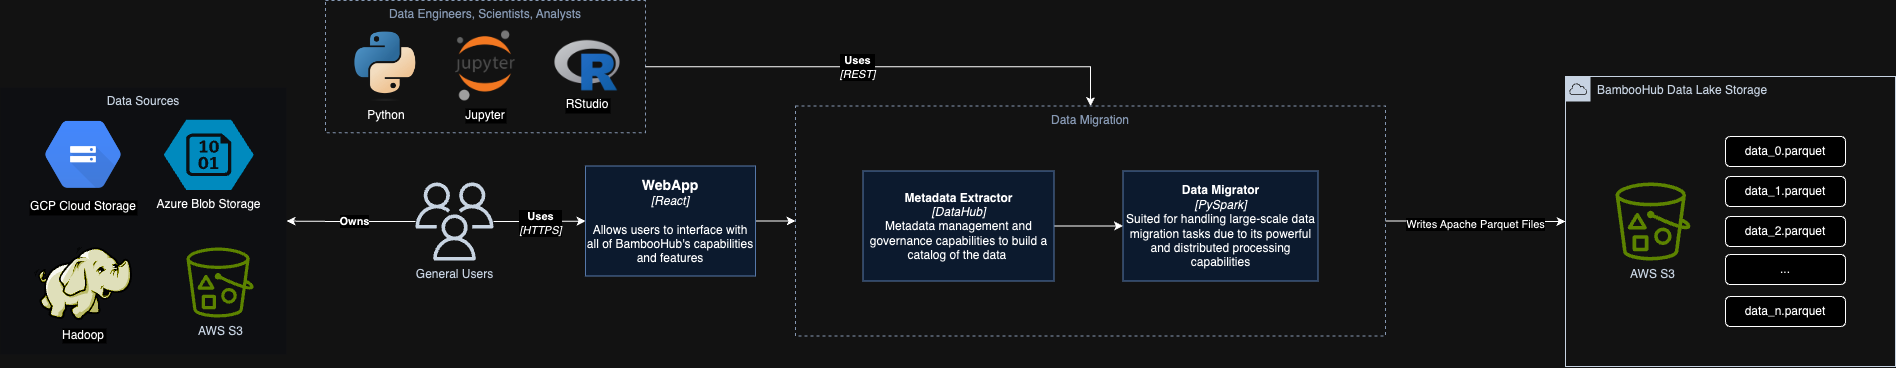 Data Engineers, Scientists, Analysts
jupyter
R
Python
Jupyter
RStudio
Uses
[REST]
Data Sources
10
01
GCP Cloud Storage
Azure Blob Storage
Hadoop
AWS S3
Owns
General Users
Uses
[HTTPS]
WebApp
[React]
Allows users to interface with
all of BambooHub's capabilities
and features
Data Migration
Metadata Extractor
[DataHub]
Metadata management and
governance capabilities to build a
catalog of the data
Data Migrator
[PySpark]
Suited for handling large-scale data
migration tasks due to its powerful
and distributed processing
capabilities
Writes Apache Parquet Files
BambooHub Data Lake Storage
AWS S3
data_0.parquet
data_1.parquet
data_2.parquet
...
data_n.parquet